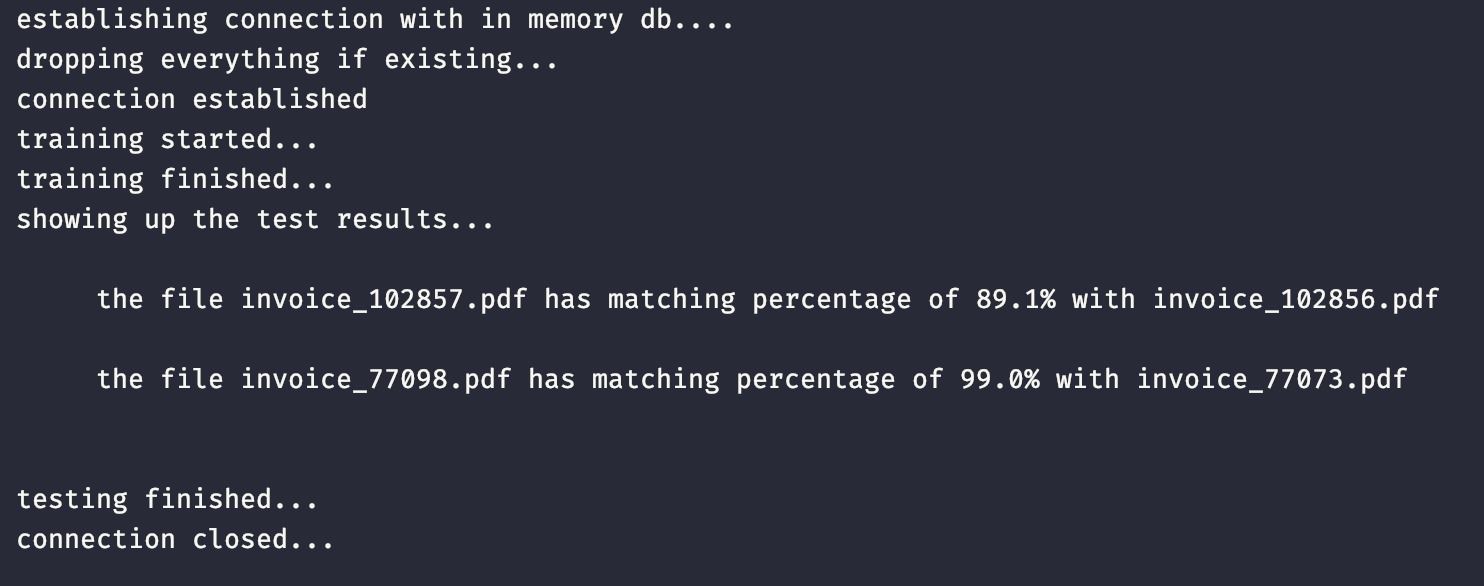 establishing connection with in memory db....
dropping everything if existing...
connection established
training started...
training finished...
showing up the test results...
the file invoice_102857.pdf has matching percentage of 89.1% with invoice_102856.pdf
the file invoice_77098.pdf has matching percentage of 99.0% with invoice_77073.pdf
testing finished...
connection closed...